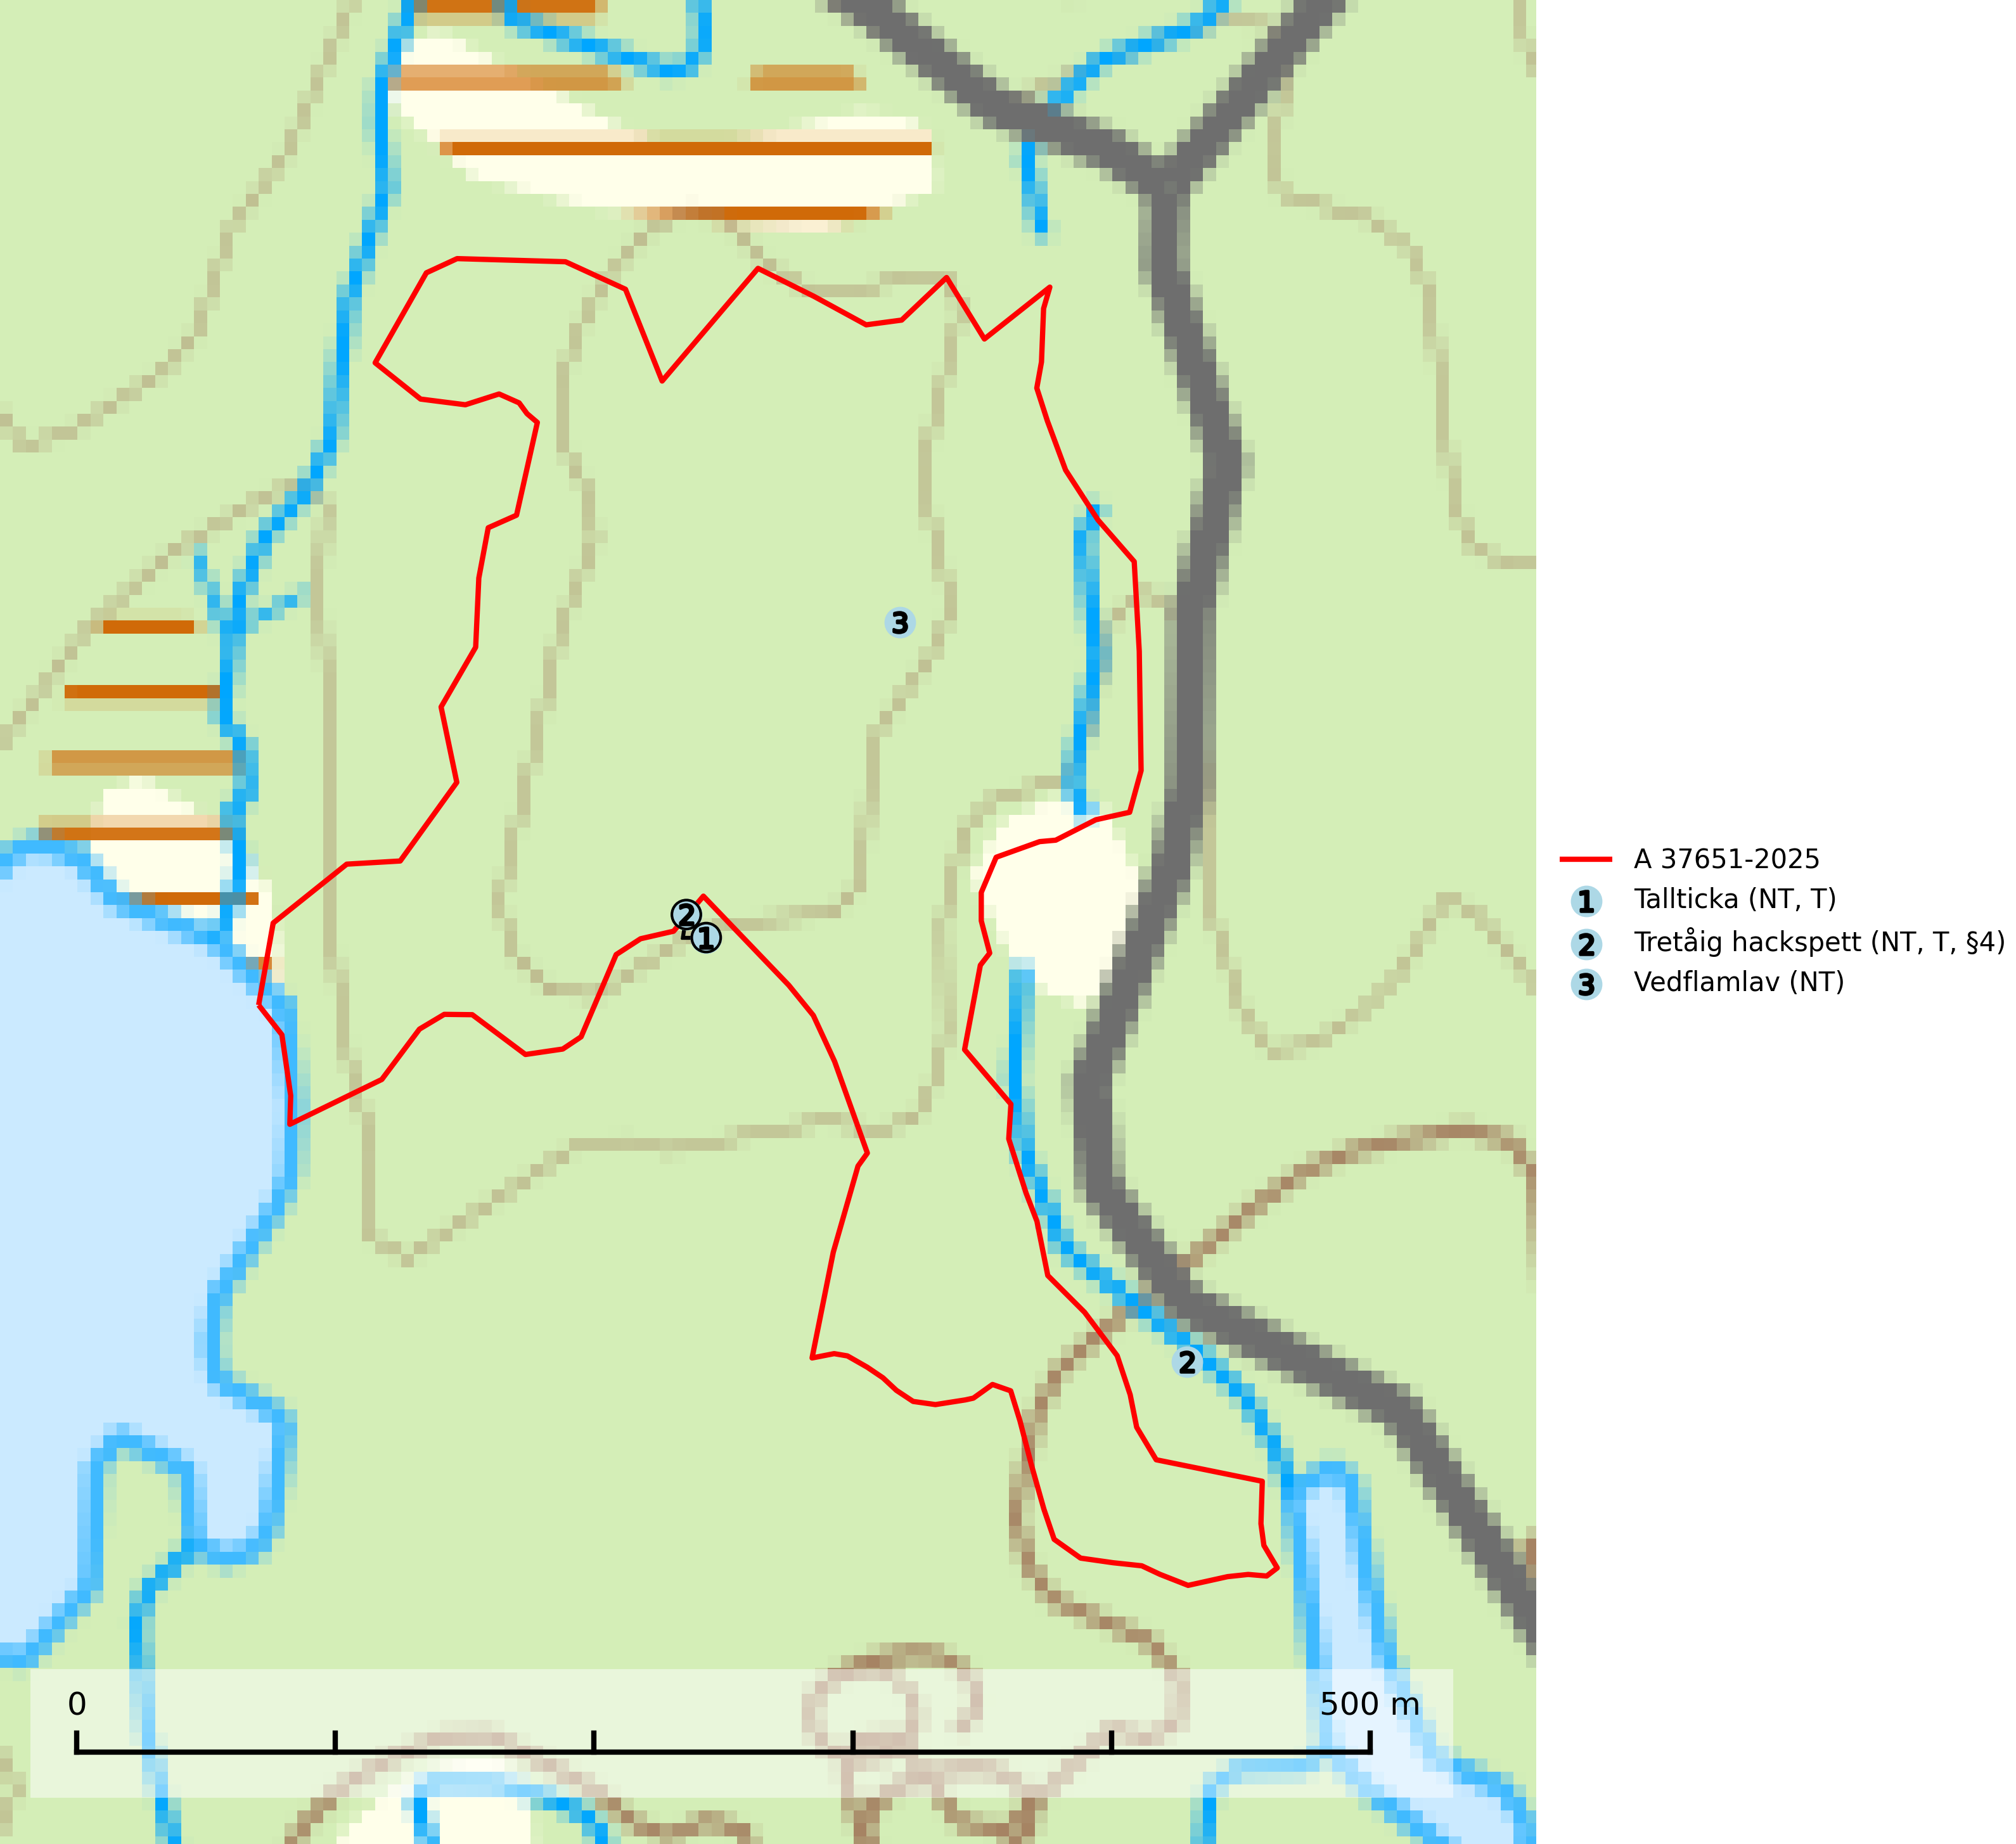 3
2
1
2
A 37651-2025
1 Tallticka (NT, T)
2 Tretåig hackspett (NT, T, §4)
3 Vedflamlav (NT)
0 500 m